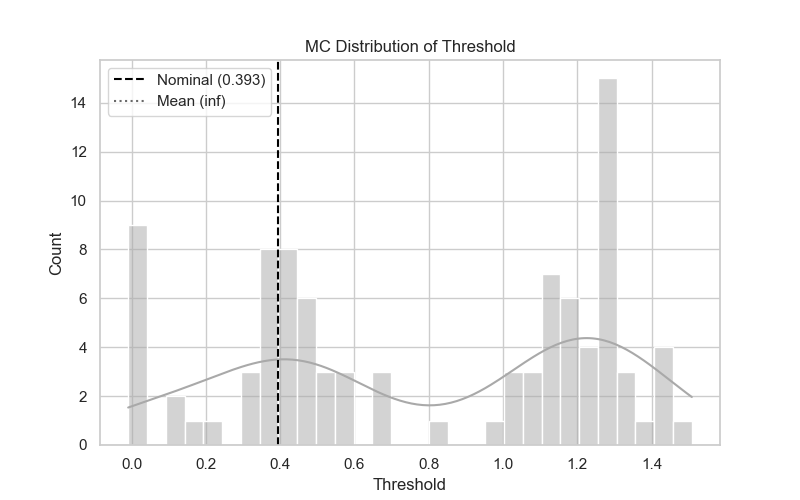 MC Distribution of Threshold
Nominal (0.393)
Mean (inf)
Count
14
12
10
8
6
4
2
0
0.0 0.2 0.4 0.6 0.8 1.0 1.2 1.4
Threshold